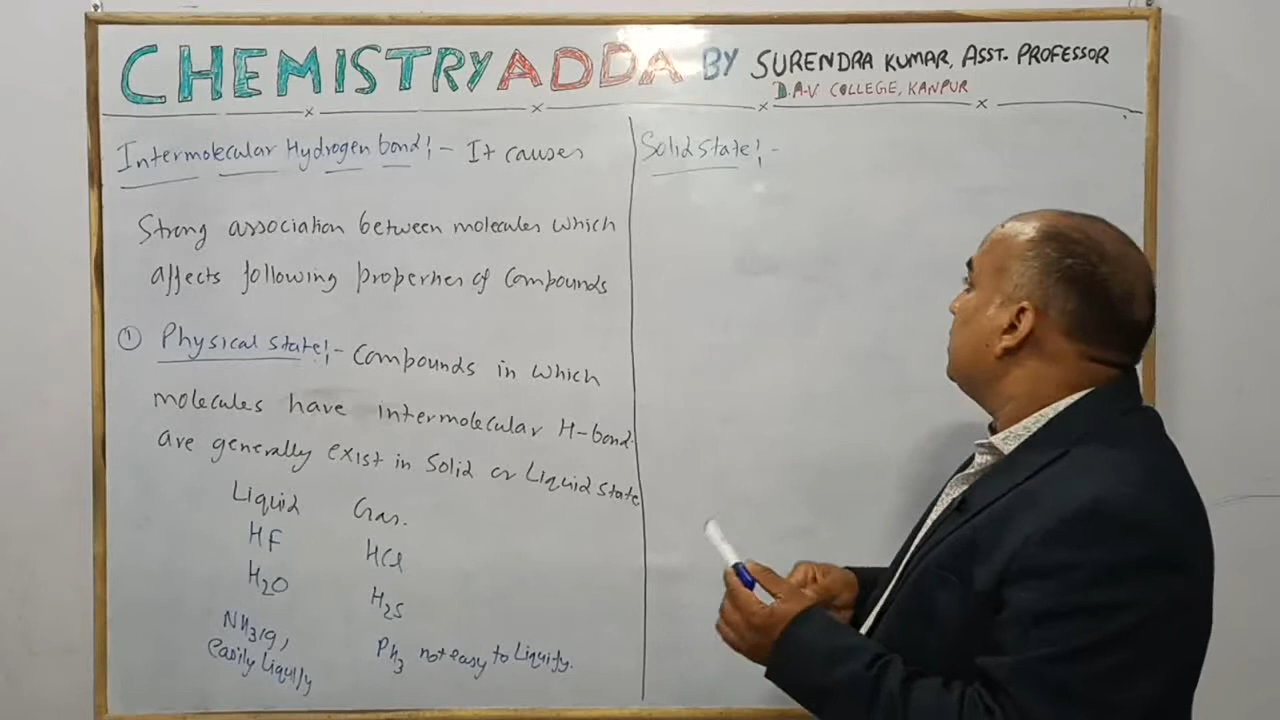 CHEMISTRY ADDA BY SURENDRA KUMAR, ASST. PROFESSOR
D.A-V COLLEGE, KANPUR
Intermolecular Hydrogen bond:- It causes
Strong association between molecules which
affects following properties of Compounds
① Physical state:- Compounds in which
molecules have intermolecular H-bond
are generally exist in Solid or Liquid State
Liquid Gas.
HF HCl
H2O H2S
NH3(g),
easily Liquify
PH3 not easy to Liquify.
Solid State:-